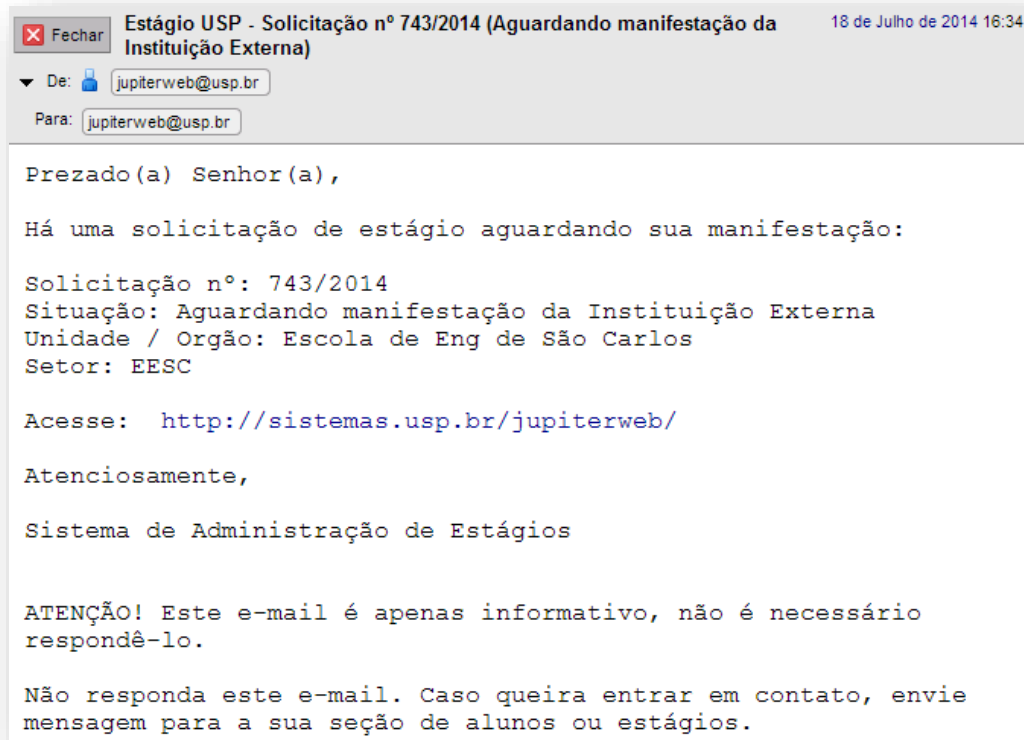 Fechar
Estágio USP - Solicitação nº 743/2014 (Aguardando manifestação da
Instituição Externa)
18 de Julho de 2014 16:34
De: jupiterweb@usp.br
Para: jupiterweb@usp.br
Prezado(a) Senhor(a),
Há uma solicitação de estágio aguardando sua manifestação:
Solicitação nº: 743/2014
Situação: Aguardando manifestação da Instituição Externa
Unidade / Orgão: Escola de Eng de São Carlos
Setor: EESC
Acesse: http://sistemas.usp.br/jupiterweb/
Atenciosamente,
Sistema de Administração de Estágios
ATENÇÃO! Este e-mail é apenas informativo, não é necessário
respondê-lo.
Não responda este e-mail. Caso queira entrar em contato, envie
mensagem para a sua seção de alunos ou estágios.